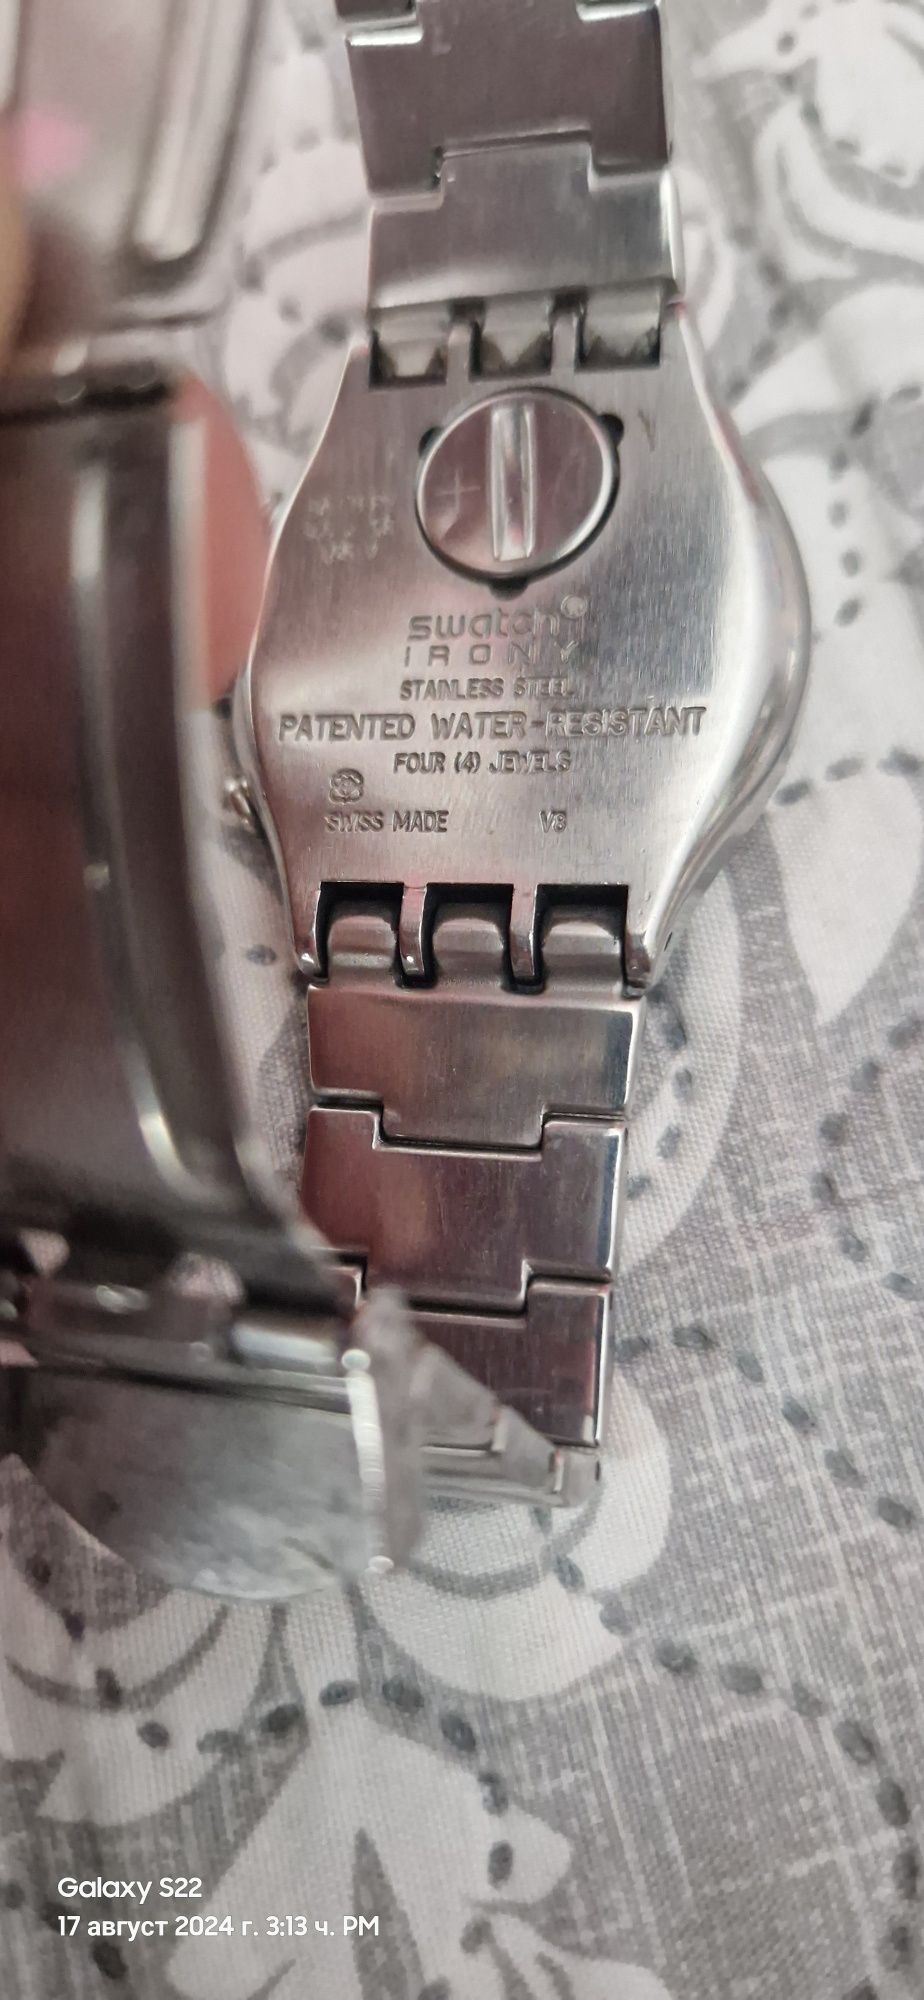 +
swatch
IRONY
STAINLESS STEEL
PATENTED WATER-RESISTANT
FOUR (4) JEWELS
SWISS MADE V8
Galaxy S22
17 август 2024 г. 3:13 ч. PM